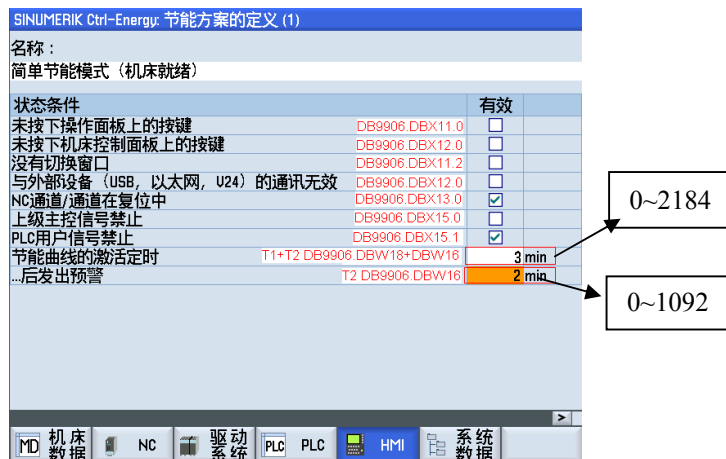 SINUMERIK Ctrl-Energy: 节能方案的定义 (1)
名称：
简单节能模式（机床就绪）
状态条件 有效
未按下操作面板上的按键 DB9906.DBX11.0
未按下机床控制面板上的按键 DB9906.DBX12.0
没有切换窗口 DB9906.DBX11.2
与外部设备（USB, 以太网, V24）的通讯无效 DB9906.DBX12.0
NC通道/通道在复位中 DB9906.DBX13.0
上级主控信号禁止 DB9906.DBX15.0
PLC用户信号禁止 DB9906.DBX15.1
节能曲线的激活定时 T1+T2 DB9906.DBW18+DBW16 3 min
…后发出预警 T2 DB9906.DBW16 2 min
0~2184
0~1092
>
MD 机床数据 NC 驱动系统 PLC PLC HMI 系统数据